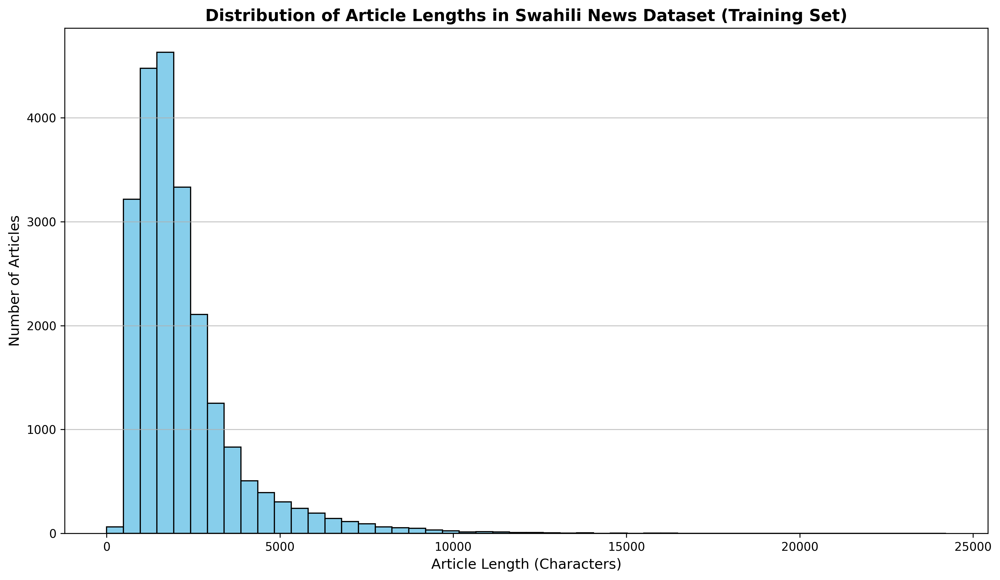 Distribution of Article Lengths in Swahili News Dataset (Training Set)
Number of Articles
4000
3000
2000
1000
0
0 5000 10000 15000 20000 25000
Article Length (Characters)